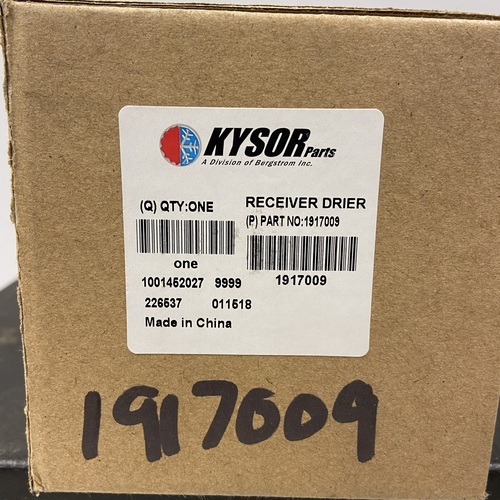 KYSOR Parts
A Division of Bergstrom Inc.
(Q) QTY:ONE
RECEIVER DRIER
(P) PART NO:1917009
one
1917009
1001452027 9999
226537 011518
Made in China
1917009